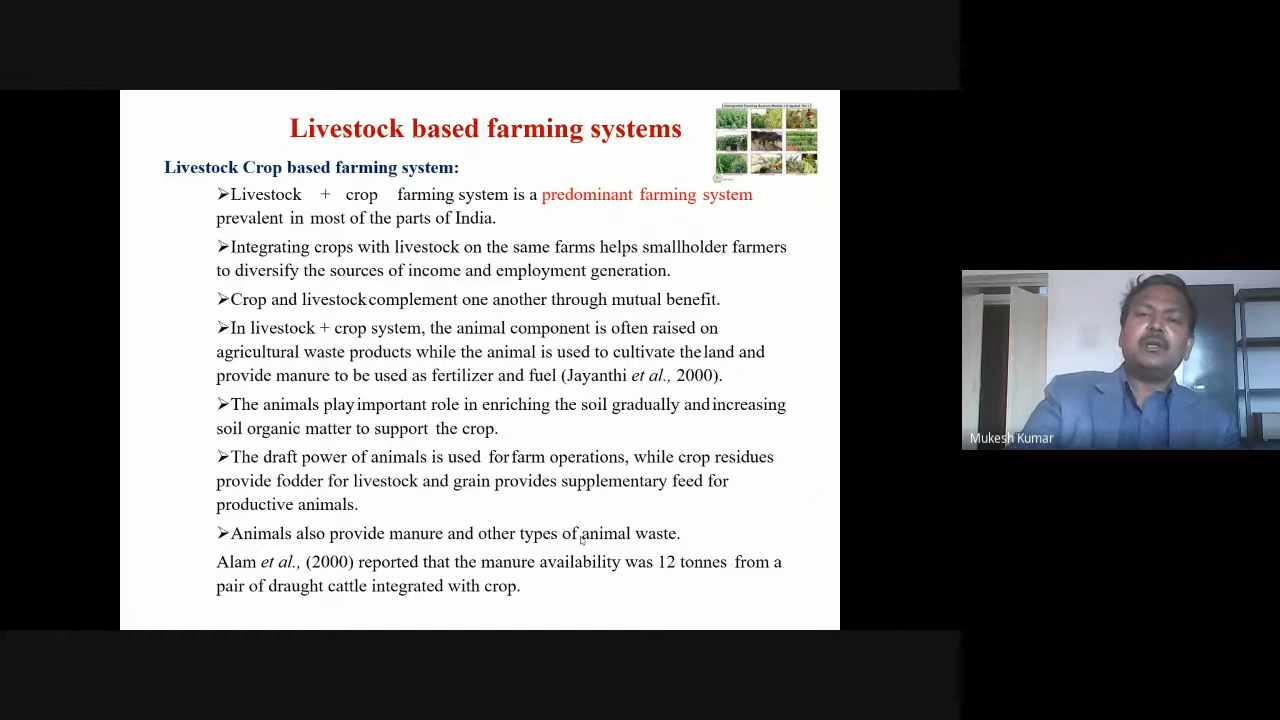 Livestock based farming systems
Livestock Crop based farming system:
➢Livestock + crop farming system is a predominant farming system
prevalent in most of the parts of India.
➢Integrating crops with livestock on the same farms helps smallholder farmers
to diversify the sources of income and employment generation.
➢Crop and livestock complement one another through mutual benefit.
➢In livestock + crop system, the animal component is often raised on
agricultural waste products while the animal is used to cultivate the land and
provide manure to be used as fertilizer and fuel (Jayanthi et al., 2000).
➢The animals play important role in enriching the soil gradually and increasing
soil organic matter to support the crop.
➢The draft power of animals is used for farm operations, while crop residues
provide fodder for livestock and grain provides supplementary feed for
productive animals.
➢Animals also provide manure and other types of animal waste.
Alam et al., (2000) reported that the manure availability was 12 tonnes from a
pair of draught cattle integrated with crop.
Mukesh Kumar